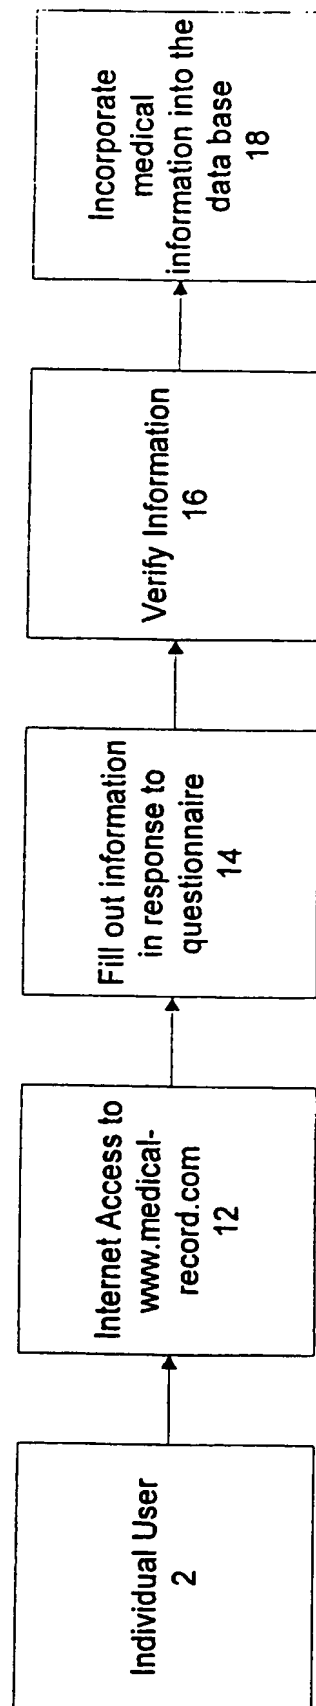 Individual User
2
Internet Access to
www.medical-
record.com
12
Fill out information
in response to
questionnaire
14
Verify Information
16
Incorporate
medical
information into the
data base
18